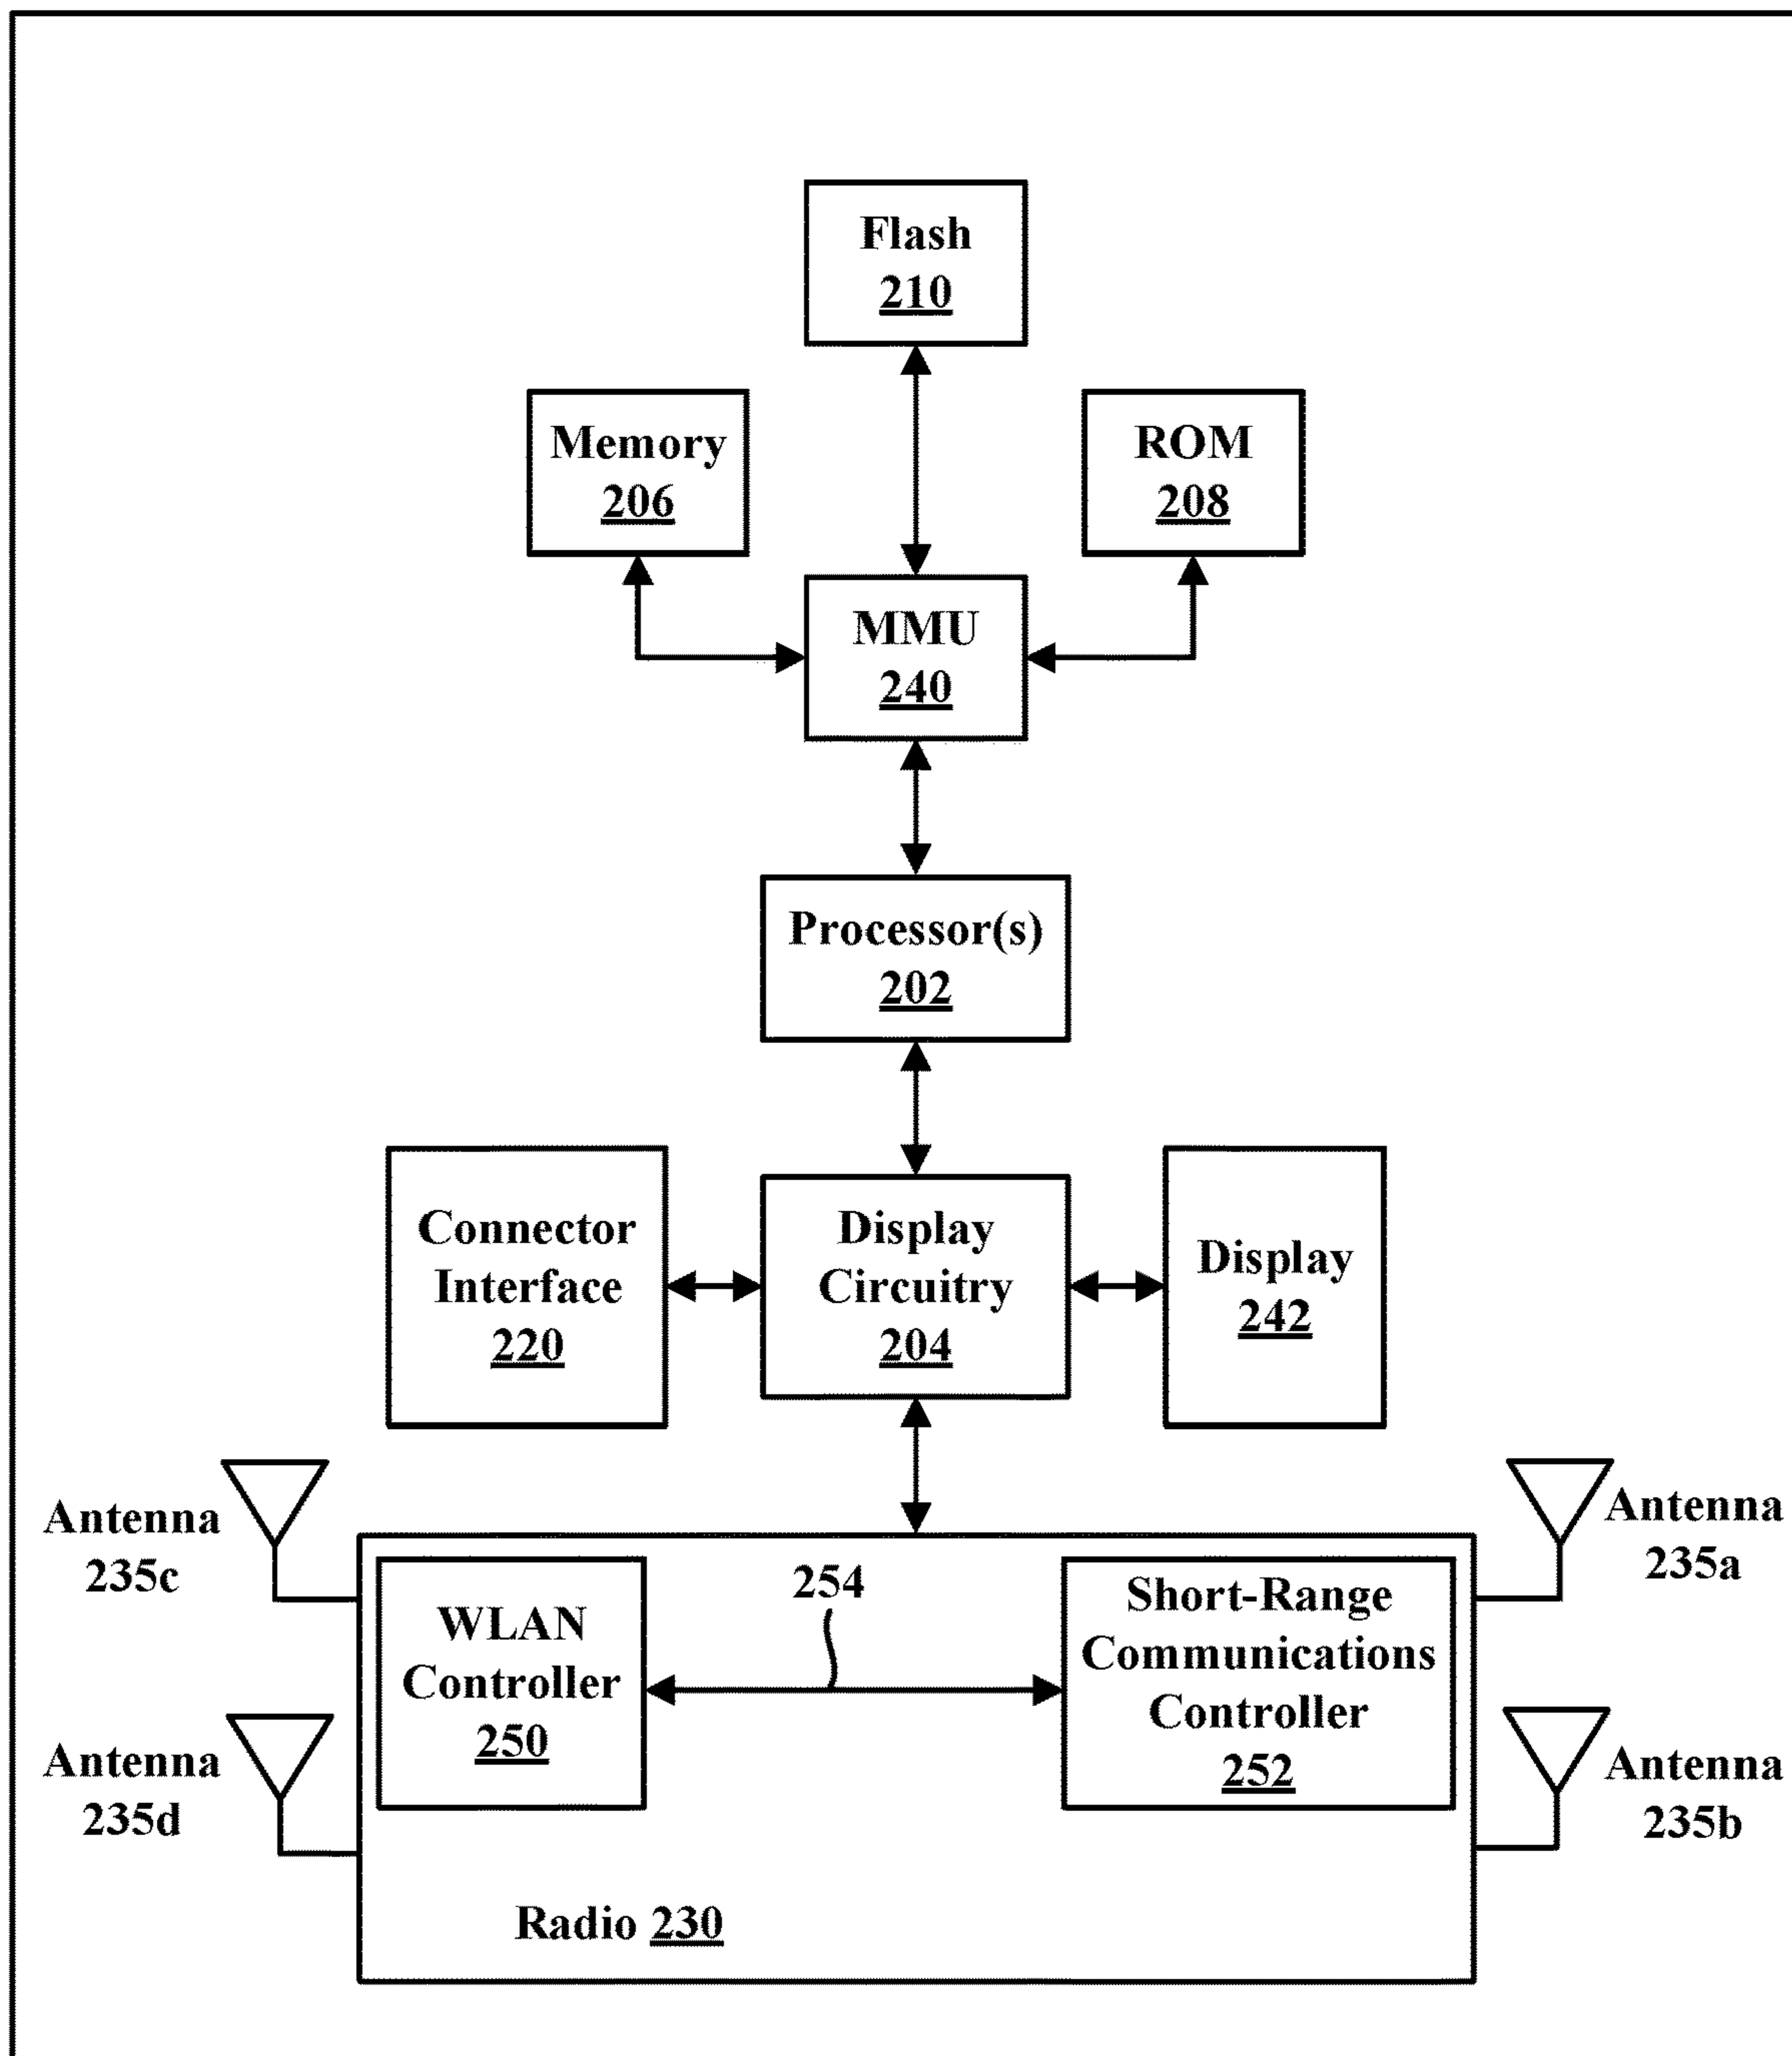 Flash
210
Memory
206
ROM
208
MMU
240
Processor(s)
202
Connector
Interface
220
Display
Circuitry
204
Display
242
Antenna
235c
Antenna
235a
254
WLAN
Controller
250
Short-Range
Communications
Controller
252
Antenna
235d
Antenna
235b
Radio 230